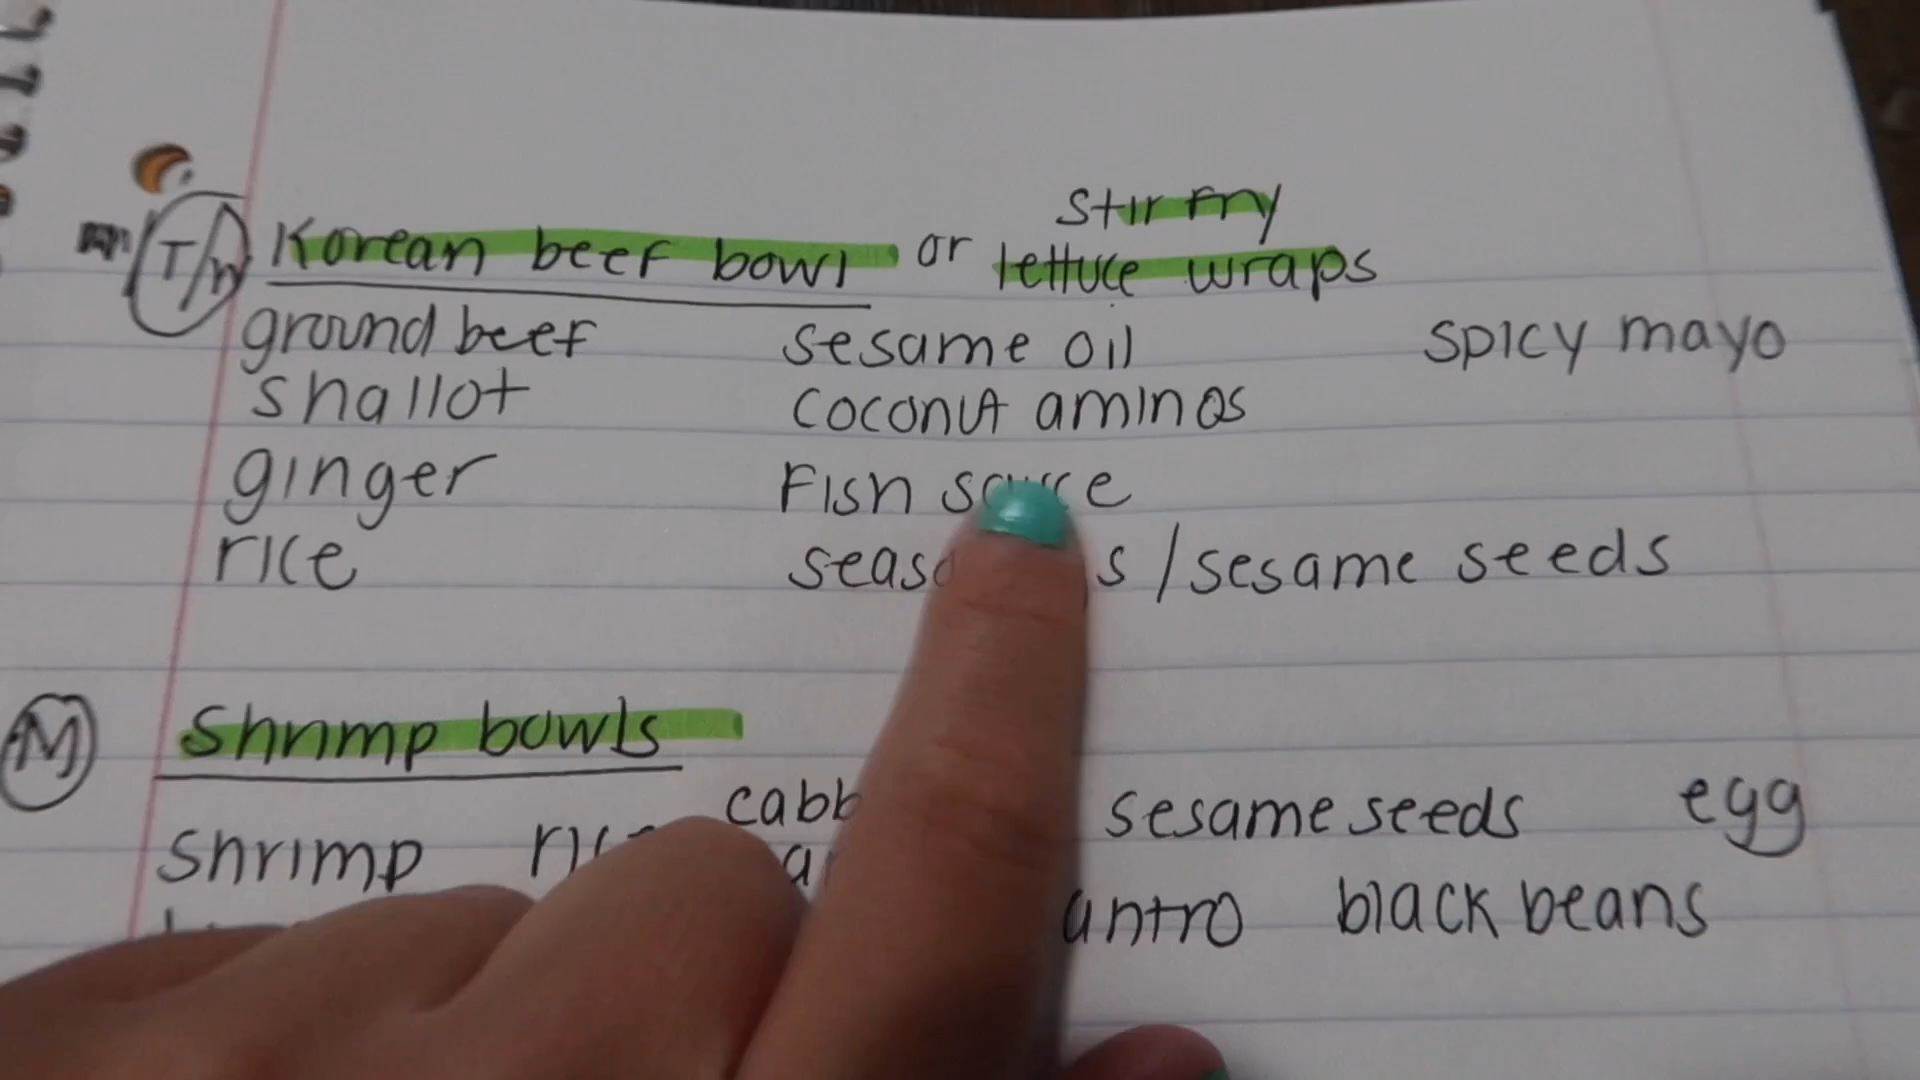 stir fry
T/h Korean beef bowl or lettuce wraps
ground beef sesame oil spicy mayo
shallot coconut aminos
ginger Fish sauce
rice s / sesame seeds
M Shrimp bowls
sesame seeds egg
shrimp
black beans